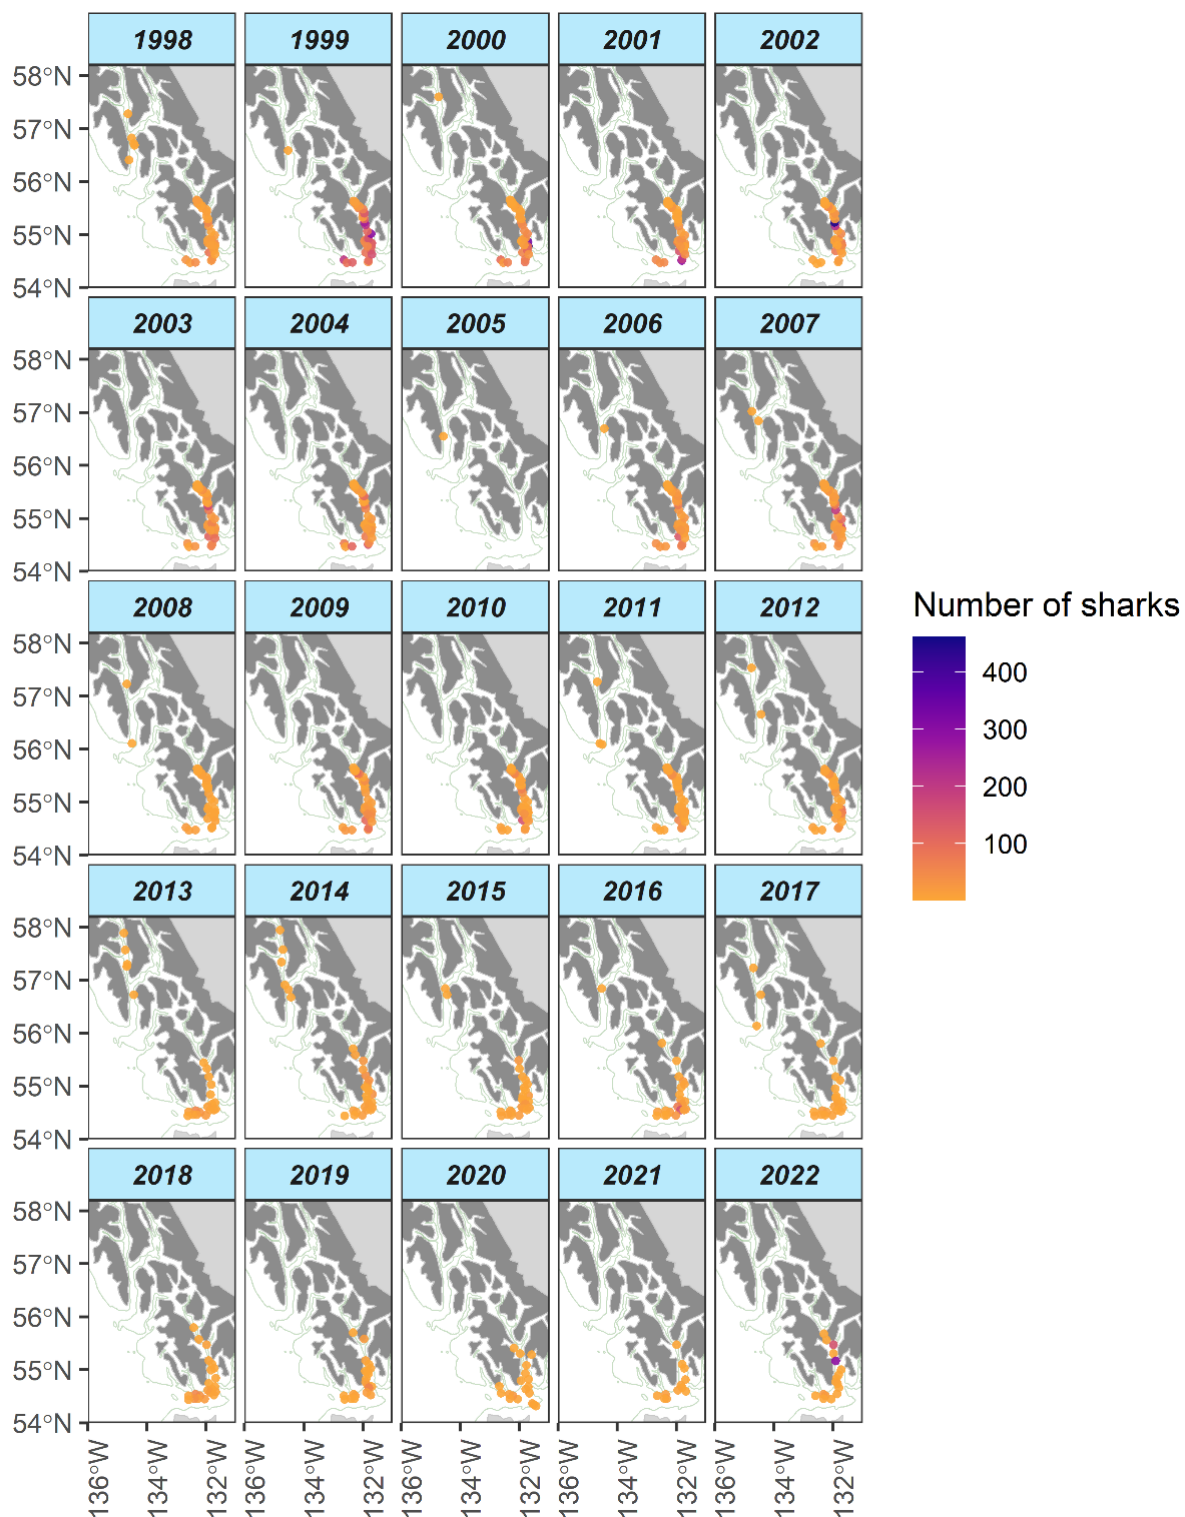 1998 1999 2000 2001 2002
58°N
57°N
56°N
55°N
54°N
2003 2004 2005 2006 2007
58°N
57°N
56°N
55°N
54°N
2008 2009 2010 2011 2012
58°N
57°N
56°N
55°N
54°N
Number of sharks
400
300
200
100
2013 2014 2015 2016 2017
58°N
57°N
56°N
55°N
54°N
2018 2019 2020 2021 2022
58°N
57°N
56°N
55°N
54°N
136°W 134°W 132°W 136°W 134°W 132°W 136°W 134°W 132°W 136°W 134°W 132°W 136°W 134°W 132°W